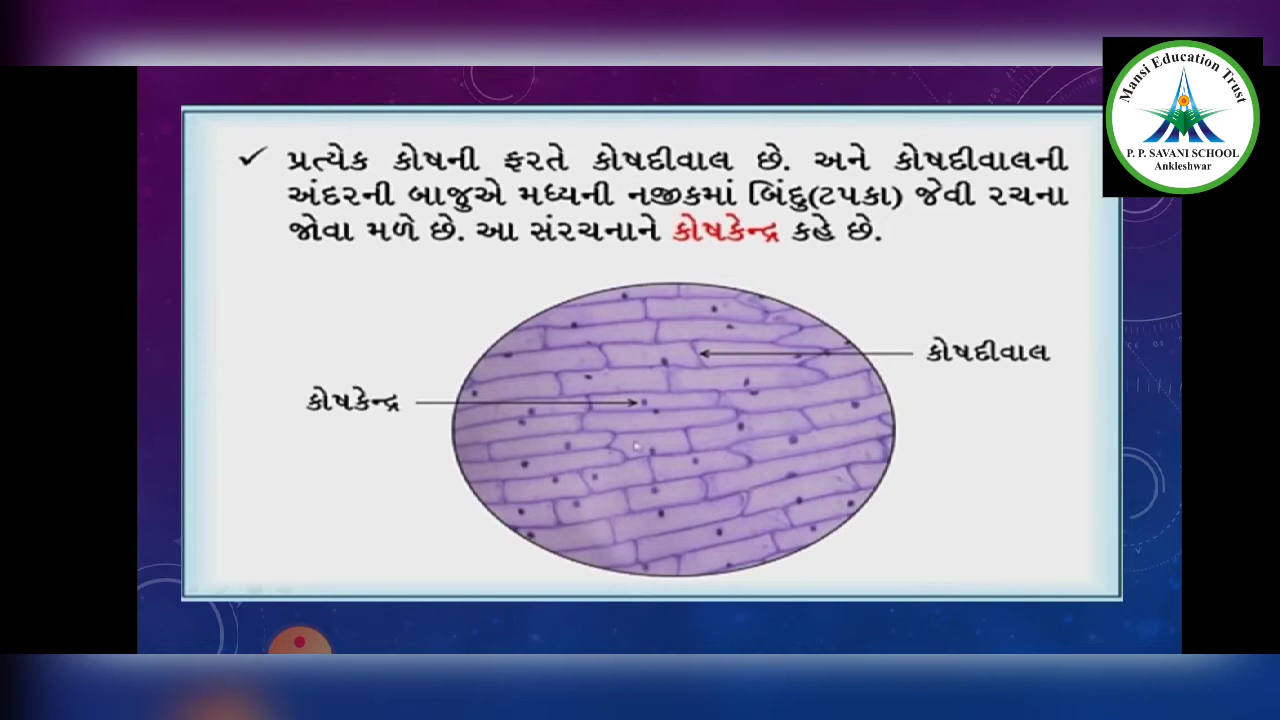 Mansi Education Trust
P. P. SAVANI SCHOOL
Ankleshwar
✓ પ્રત્યેક કોષની ફરતે કોષદીવાલ છે. અને કોષદીવાલની
અંદરની બાજુએ મધ્યની નજીકમાં બિંદુ(ટપકા) જેવી રચના
જોવા મળે છે. આ સંરચનાને કોષકેન્દ્ર કહે છે.
કોષદીવાલ
કોષકેન્દ્ર